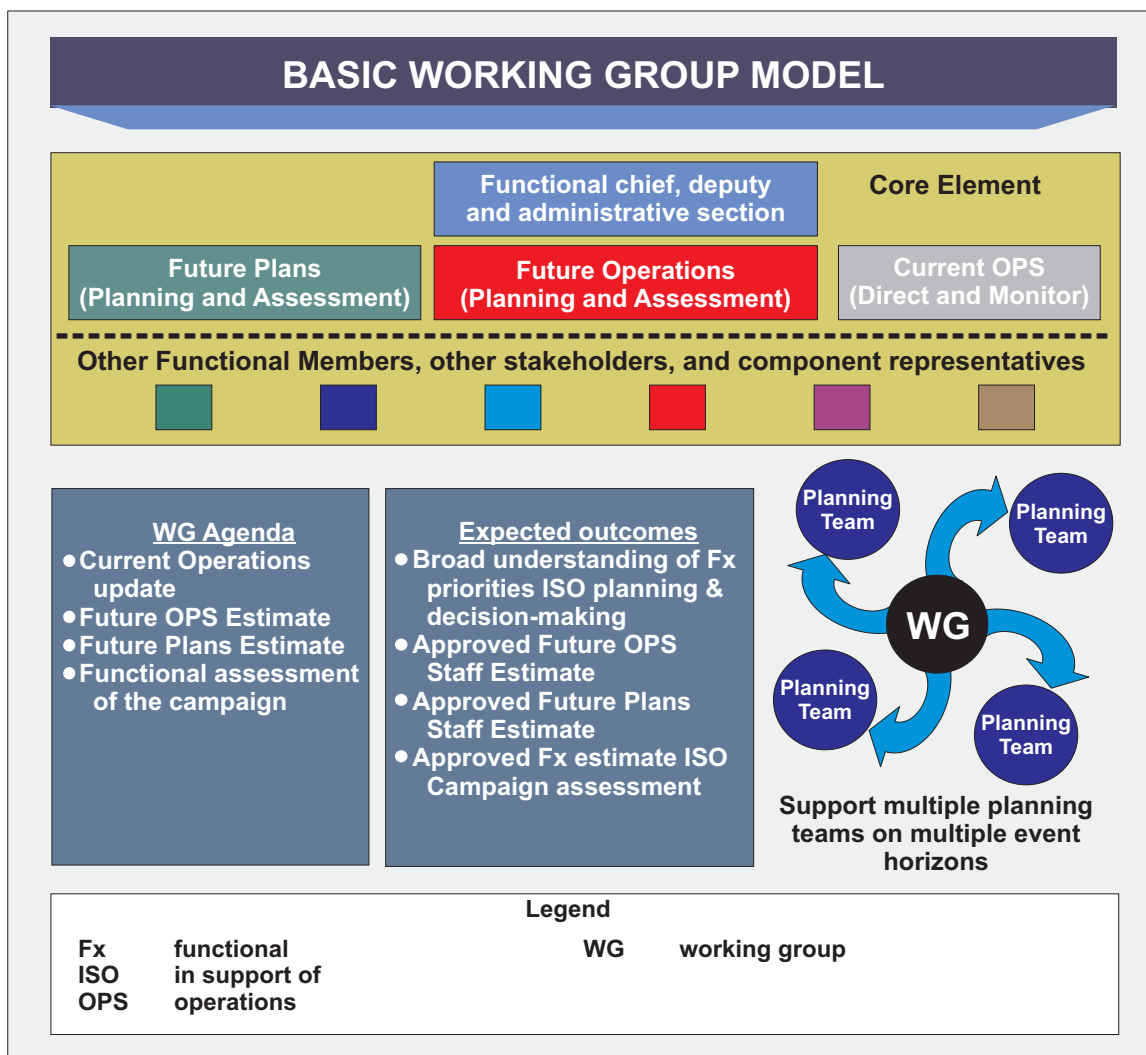 BASIC WORKING GROUP MODEL
Functional chief, deputy
and administrative section
Core Element
Future Plans
(Planning and Assessment)
Future Operations
(Planning and Assessment)
Current OPS
(Direct and Monitor)
Other Functional Members, other stakeholders, and component representatives
WG Agenda
●Current Operations
update
●Future OPS Estimate
●Future Plans Estimate
●Functional assessment
of the campaign
Expected outcomes
●Broad understanding of Fx
priorities ISO planning &
decision-making
●Approved Future OPS
Staff Estimate
●Approved Future Plans
Staff Estimate
●Approved Fx estimate ISO
Campaign assessment
Planning
Team
Planning
Team
WG
Planning
Team
Planning
Team
Support multiple planning
teams on multiple event
horizons
Legend
Fx functional WG working group
ISO in support of
OPS operations